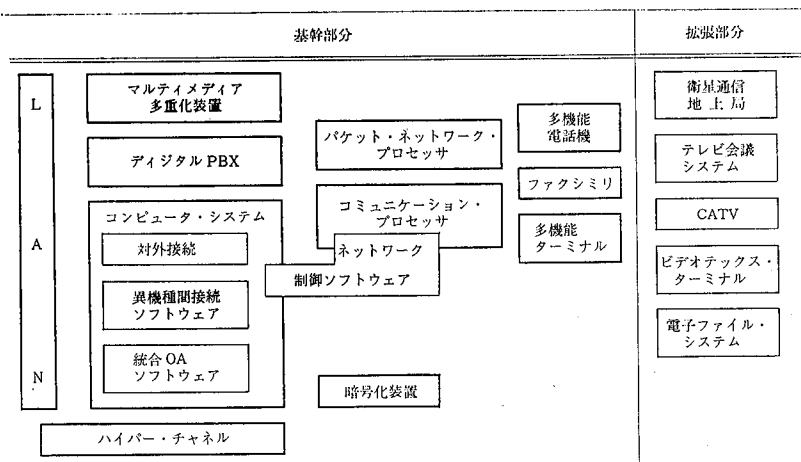 基幹部分
拡張部分
L
A
N
マルティメディア
多重化装置
ディジタル PBX
コンピュータ・システム
対外接続
異機種間接続
ソフトウェア
統合 OA
ソフトウェア
ハイパー・チャネル
パケット・ネットワーク・
プロセッサ
コミュニケーション・
プロセッサ
ネットワーク
制御ソフトウェア
暗号化装置
多機能
電話機
ファクシミリ
多機能
ターミナル
衛星通信
地上局
テレビ会議
システム
CATV
ビデオテックス・
ターミナル
電子ファイル・
システム